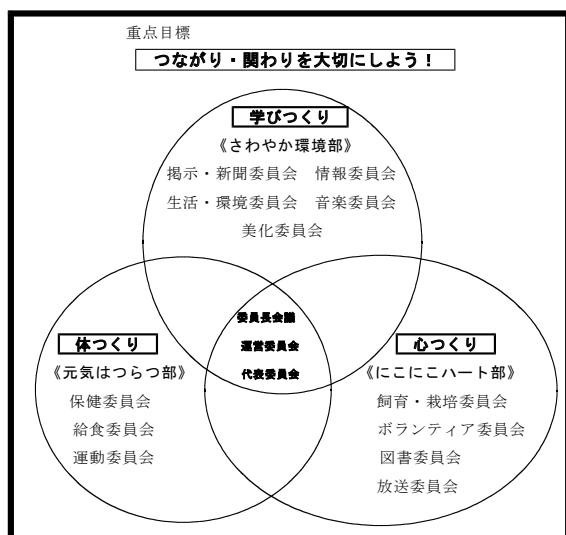 重点目標
つながり・関わりを大切にしよう！
学びつくり
《さわやか環境部》
掲示・新聞委員会　情報委員会
生活・環境委員会　音楽委員会
美化委員会
委員長会議
運営委員会
代表委員会
体つくり
《元気はつらつ部》
保健委員会
給食委員会
運動委員会
心つくり
《にこにこハート部》
飼育・栽培委員会
ボランティア委員会
図書委員会
放送委員会